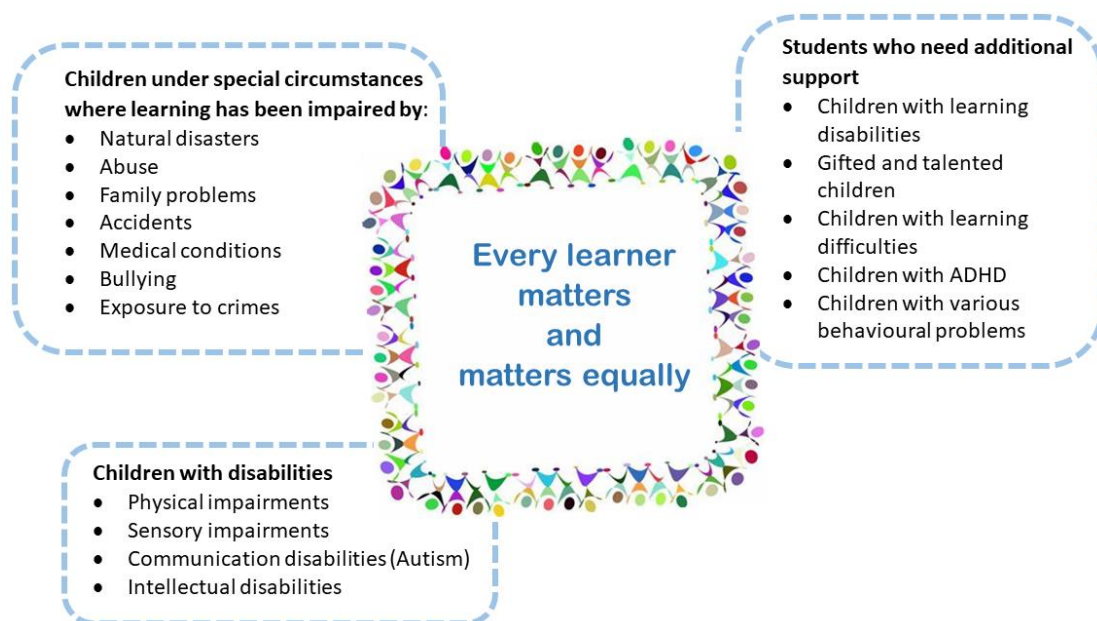 Children under special circumstances
where learning has been impaired by:
• Natural disasters
• Abuse
• Family problems
• Accidents
• Medical conditions
• Bullying
• Exposure to crimes
Students who need additional
support
• Children with learning
disabilities
• Gifted and talented
children
• Children with learning
difficulties
• Children with ADHD
• Children with various
behavioural problems
Every learner
matters
and
matters equally
Children with disabilities
• Physical impairments
• Sensory impairments
• Communication disabilities (Autism)
• Intellectual disabilities